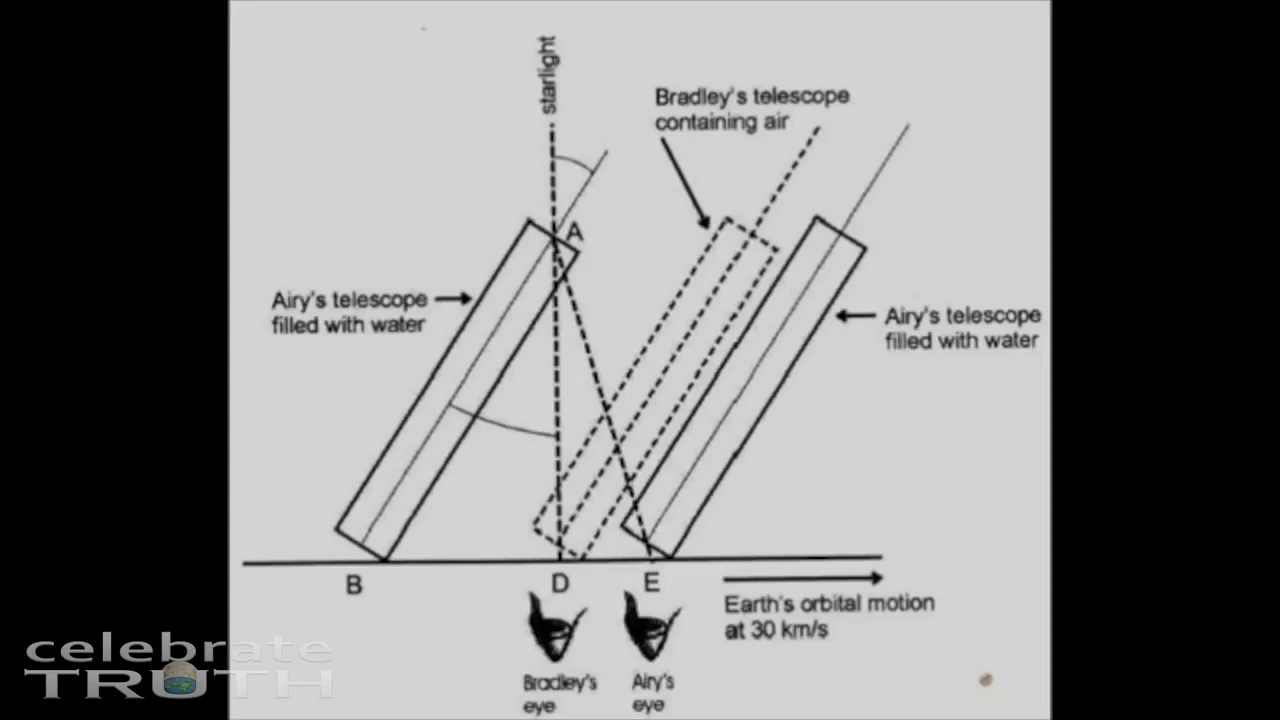 starlight
Bradley's telescope
containing air
A
Airy's telescope
filled with water
Airy's telescope
filled with water
B
D
E
Earth's orbital motion
at 30 km/s
Bradley's
eye
Airy's
eye
celebrate
TRUTH